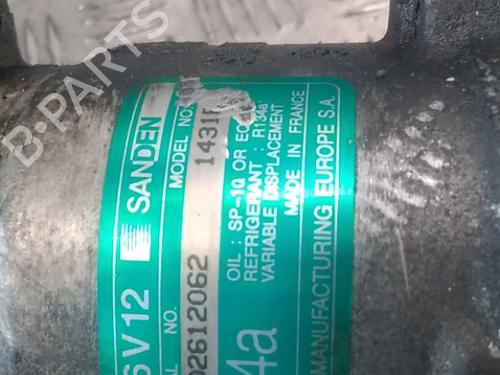 6V12
SANDEN
MODEL NO.
1431
NO.
02612062
OIL : SP-10 OR EQ
REFRIGERANT : R134a
VARIABLE DISPLACEMENT
MADE IN FRANCE
4a
MANUFACTURING EUROPE S.A.
B-PARTS